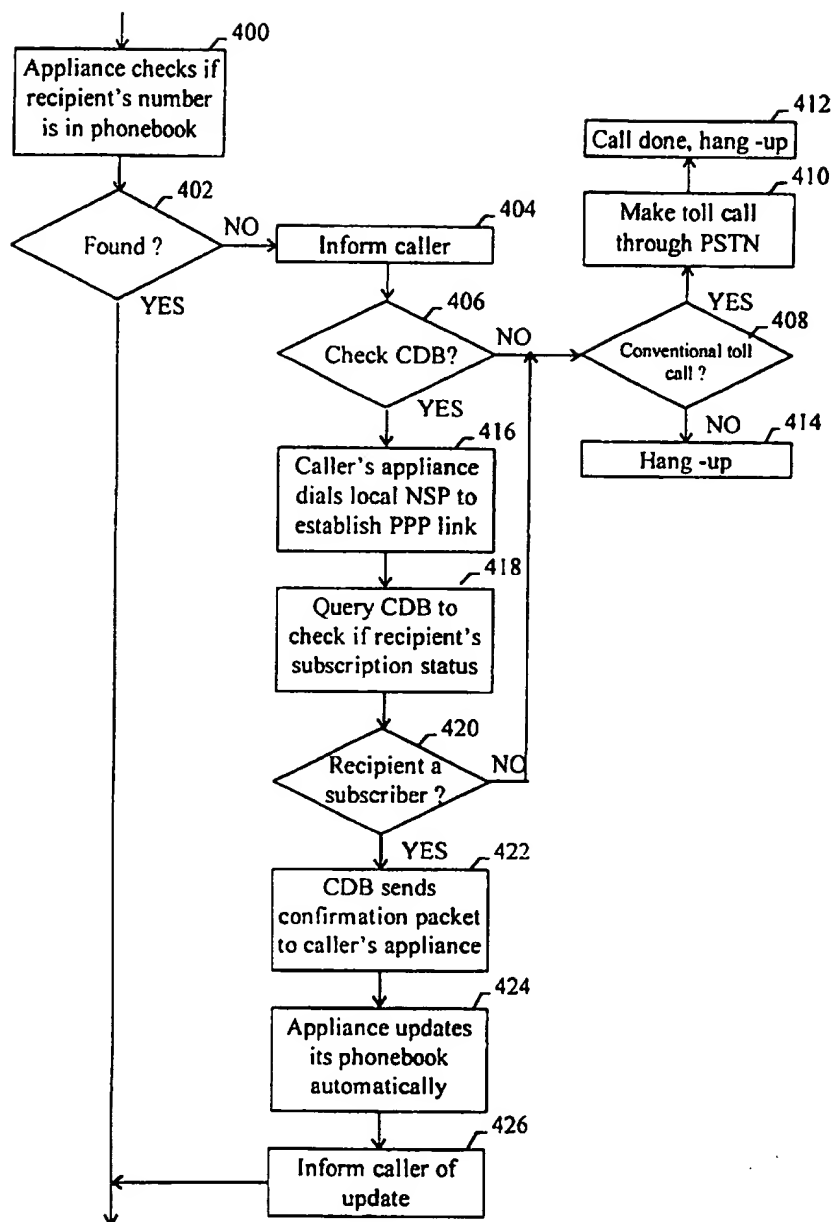 400
Appliance checks if
recipient's number
is in phonebook
402
Found ?
NO
YES
404
Inform caller
406
Check CDB?
NO
YES
412
Call done, hang -up
410
Make toll call
through PSTN
YES
408
Conventional toll
call ?
NO
414
Hang -up
416
Caller's appliance
dials local NSP to
establish PPP link
418
Query CDB to
check if recipient's
subscription status
420
Recipient a
subscriber ?
NO
YES
422
CDB sends
confirmation packet
to caller's appliance
424
Appliance updates
its phonebook
automatically
426
Inform caller of
update